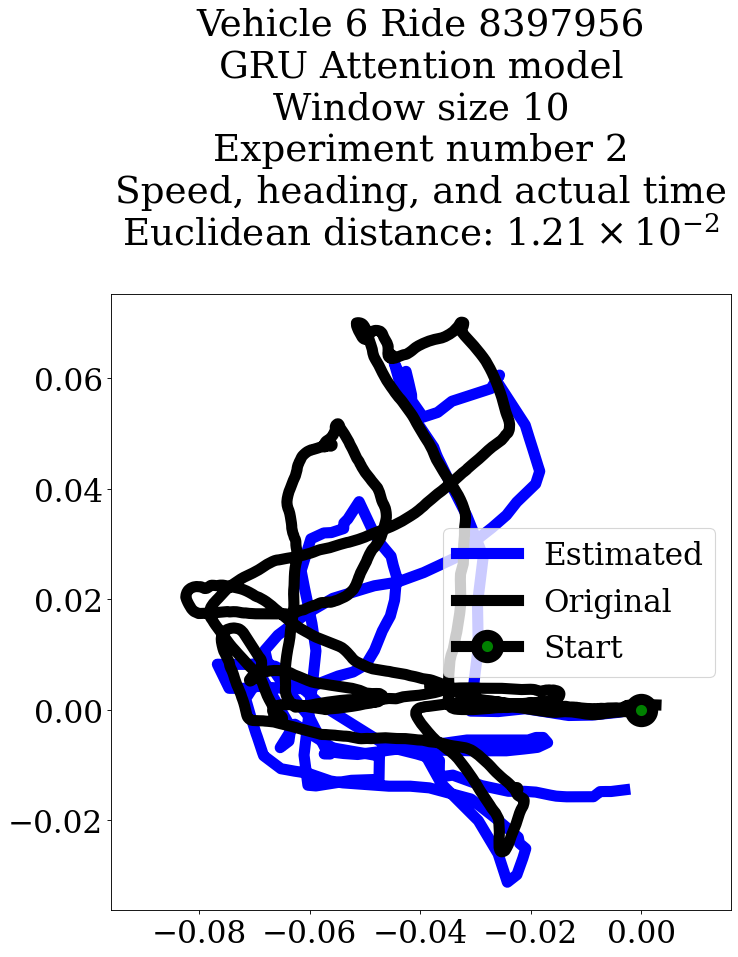 Vehicle 6 Ride 8397956
GRU Attention model
Window size 10
Experiment number 2
Speed, heading, and actual time
Euclidean distance: 1.21 × 10⁻²
0.06
0.04
0.02
0.00
−0.02
Estimated
Original
Start
−0.08 −0.06 −0.04 −0.02 0.00